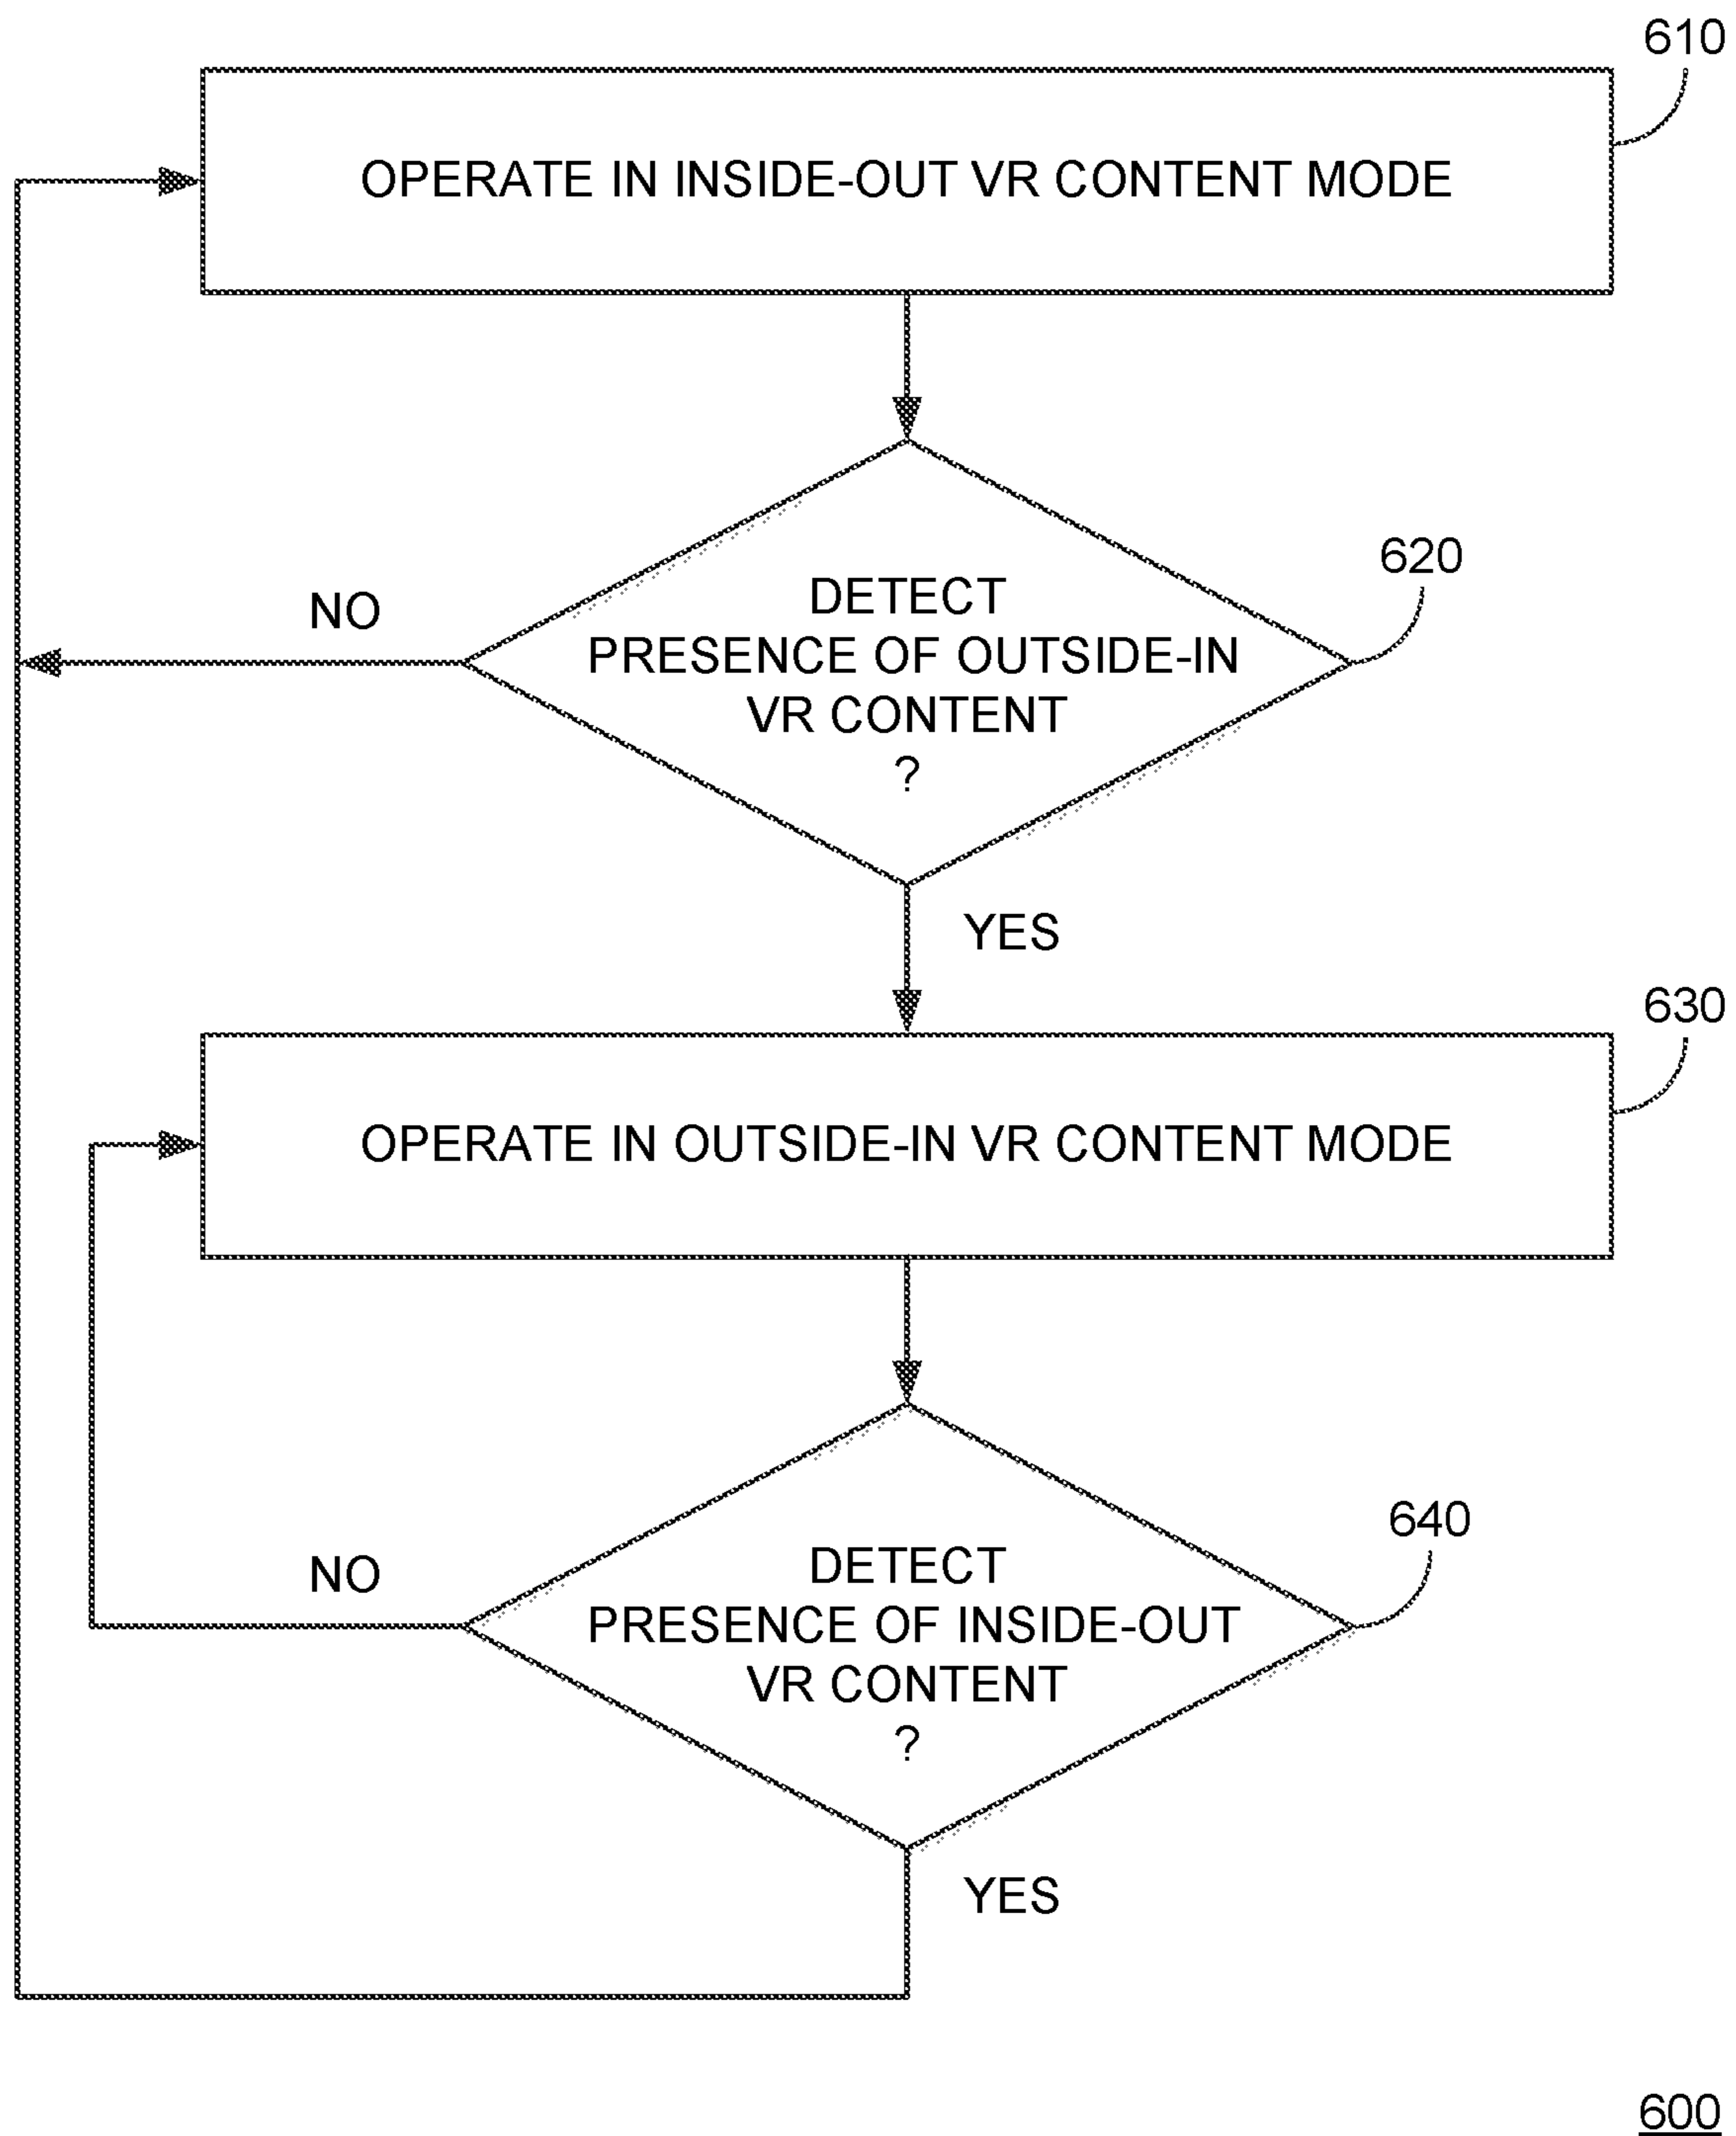 610
OPERATE IN INSIDE-OUT VR CONTENT MODE
620
NO
DETECT
PRESENCE OF OUTSIDE-IN
VR CONTENT
?
YES
630
OPERATE IN OUTSIDE-IN VR CONTENT MODE
640
NO
DETECT
PRESENCE OF INSIDE-OUT
VR CONTENT
?
YES
600